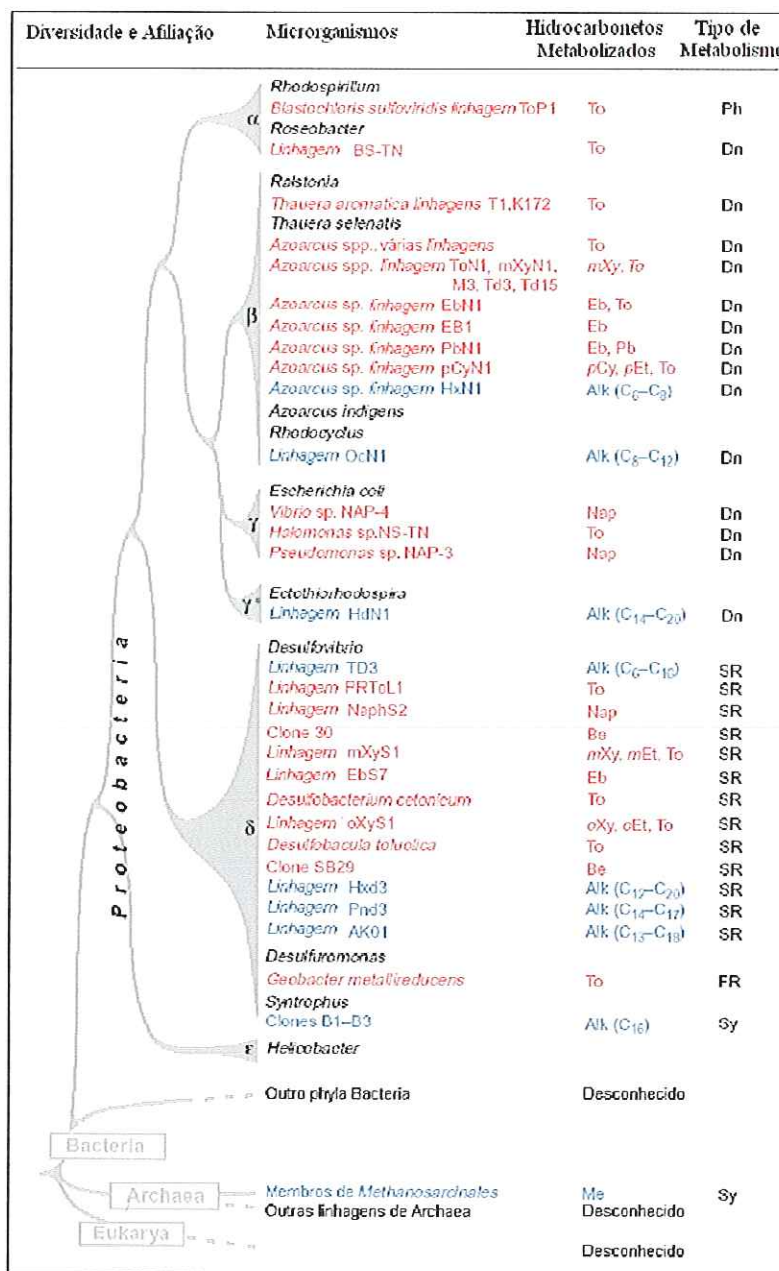 Diversidade e Afiliação Microrganismos Hidrocarbonetos Metabolizados Tipo de Metabolismo
Rhodospirillum
α Blastochloris sulfoviridis linhagem ToP1 To Ph
Roseobacter
Linhagem BS-TN To Dn
Ralstonia
Thauera aromatica linhagens T1,K172 To Dn
Thauera selenatis
Azoarcus spp., várias linhagens To Dn
Azoarcus spp. linhagem ToN1, mXyN1, mXy, To Dn
M3, Td3, Td15
β Azoarcus sp. linhagem EbN1 Eb, To Dn
Azoarcus sp. linhagem EB1 Eb Dn
Azoarcus sp. linhagem PbN1 Eb, Pb Dn
Azoarcus sp. linhagem pCyN1 pCy, pEt, To Dn
Azoarcus sp. linhagem HxN1 Alk (C6–C8) Dn
Azoarcus indigens
Rhodocyclus
Linhagem OcN1 Alk (C8–C12) Dn
Escherichia coli
γ Vibrio sp. NAP-4 Nap Dn
Halomonas sp.NS-TN To Dn
Pseudomonas sp. NAP-3 Nap Dn
Ectothiorhodospira
γ* Linhagem HdN1 Alk (C14–C20) Dn
Proteobacteria
Desulfovibrio
Linhagem TD3 Alk (C6–C16) SR
Linhagem PRToL1 To SR
Linhagem NaphS2 Nap SR
Clone 30 Be SR
Linhagem mXyS1 mXy, mEt, To SR
Linhagem EbS7 Eb SR
Desulfobacterium cetonicum To SR
δ Linhagem oXyS1 oXy, oEt, To SR
Desulfobacula toluolica To SR
Clone SB29 Be SR
Linhagem Hxd3 Alk (C12–C20) SR
Linhagem Pnd3 Alk (C14–C17) SR
Linhagem AK01 Alk (C13–C18) SR
Desulfuromonas
Geobacter metallireducens To FR
Syntrophus
Clones B1–B3 Alk (C16) Sy
ε Helicobacter
Outro phyla Bacteria Desconhecido
Bacteria
Archaea Membros de Methanosarcinales Me Sy
Outras linhagens de Archaea Desconhecido
Eukarya
Desconhecido